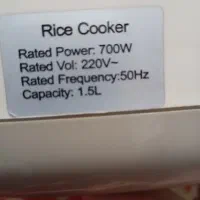 Rice Cooker
Rated Power: 700W
Rated Vol: 220V~
Rated Frequency:50Hz
Capacity: 1.5L